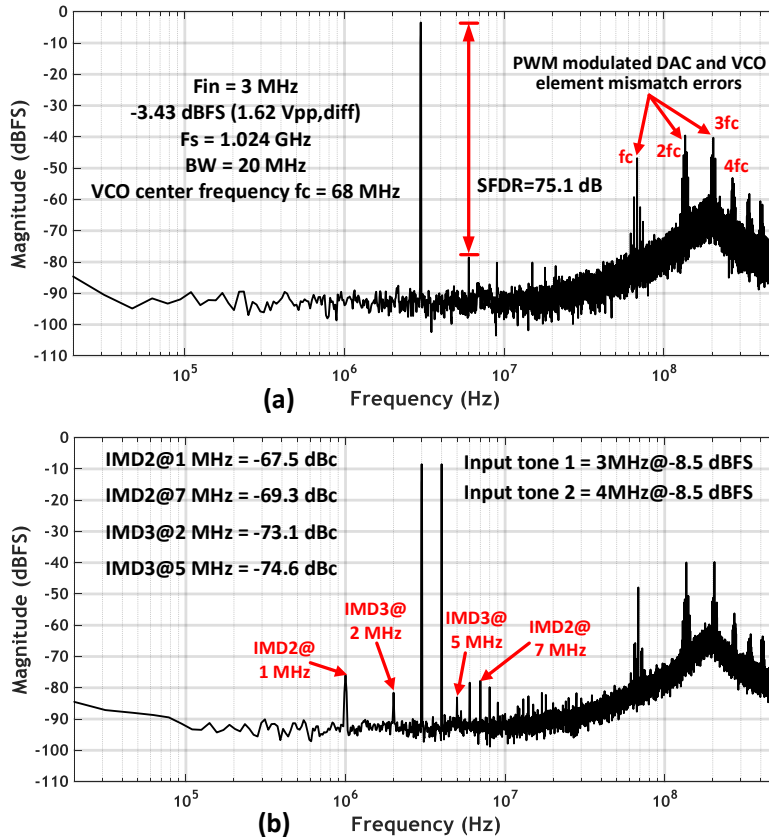 0
-10
-20
-30
-40
-50
-60
-70
-80
-90
-100
-110
Magnitude (dBFS)
Fin = 3 MHz
-3.43 dBFS (1.62 Vpp,diff)
Fs = 1.024 GHz
BW = 20 MHz
VCO center frequency fc = 68 MHz
SFDR=75.1 dB
PWM modulated DAC and VCO
element mismatch errors
fc
2fc
3fc
4fc
10^5
10^6
10^7
10^8
Frequency (Hz)
(a)
0
-10
-20
-30
-40
-50
-60
-70
-80
-90
-100
-110
Magnitude (dBFS)
IMD2@1 MHz = -67.5 dBc
IMD2@7 MHz = -69.3 dBc
IMD3@2 MHz = -73.1 dBc
IMD3@5 MHz = -74.6 dBc
Input tone 1 = 3MHz@-8.5 dBFS
Input tone 2 = 4MHz@-8.5 dBFS
IMD2@
1 MHz
IMD3@
2 MHz
IMD3@
5 MHz
IMD2@
7 MHz
10^5
10^6
10^7
10^8
Frequency (Hz)
(b)